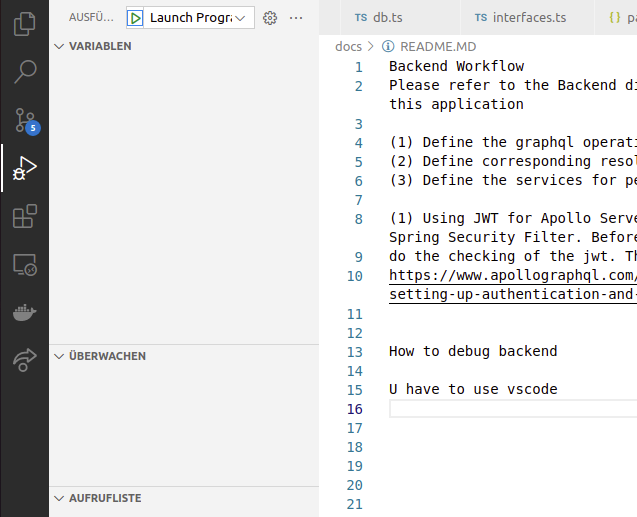 AUSFÜ...
Launch Progra
db.ts
interfaces.ts
docs
README.MD
5
VARIABLEN
ÜBERWACHEN
AUFRUFLISTE
1 Backend Workflow
2 Please refer to the Backend di
this application
3
4 (1) Define the graphql operati
5 (2) Define corresponding resol
6 (3) Define the services for pe
7
8 (1) Using JWT for Apollo Serve
Spring Security Filter. Before
9 do the checking of the jwt. Th
10 https://www.apollographql.com/
setting-up-authentication-and-
11
12
13 How to debug backend
14
15 U have to use vscode
16
17
18
19
20
21